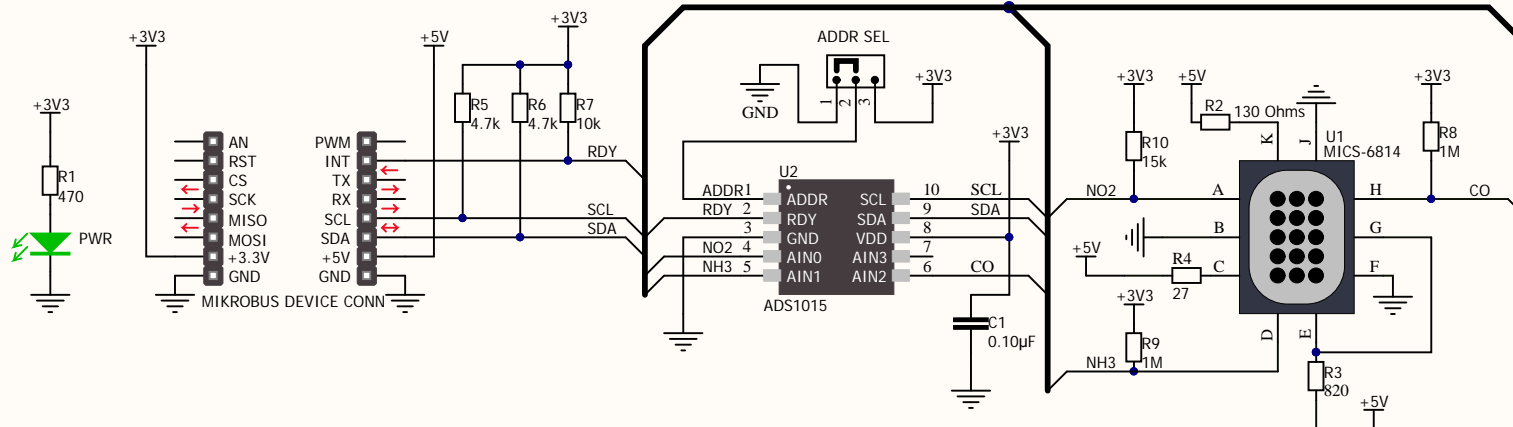 +3V3
R1
470
PWR
+3V3
AN
RST
CS
SCK
MISO
MOSI
+3.3V
GND
PWM
INT
TX
RX
SCL
SDA
+5V
GND
MIKROBUS DEVICE CONN
+5V
+3V3
R5
4.7k
R6
4.7k
R7
10k
RDY
SCL
SDA
ADDR SEL
GND
1
2
3
+3V3
U2
ADDR 1
RDY 2
3
NO2 4
NH3 5
ADDR
RDY
GND
AIN0
AIN1
SCL
SDA
VDD
AIN3
AIN2
10 SCL
9 SDA
8
7
6 CO
ADS1015
+3V3
C1
0.10µF
+3V3
R10
15k
NO2
+5V
R2
130 Ohms
K
J
U1
MICS-6814
+3V3
R8
1M
A
B
C
D
E
F
G
H
CO
+5V
R4
27
+3V3
R9
1M
NH3
R3
820
+5V